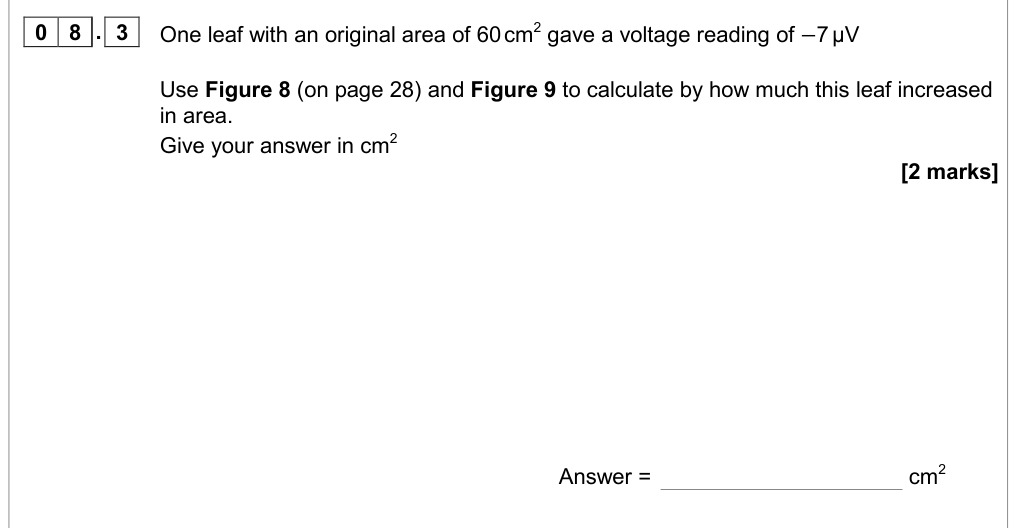 08.3 One leaf with an original area of 60 cm² gave a voltage reading of –7 µV
Use Figure 8 (on page 28) and Figure 9 to calculate by how much this leaf increased
in area.
Give your answer in cm²
[2 marks]
Answer = ____________________ cm²